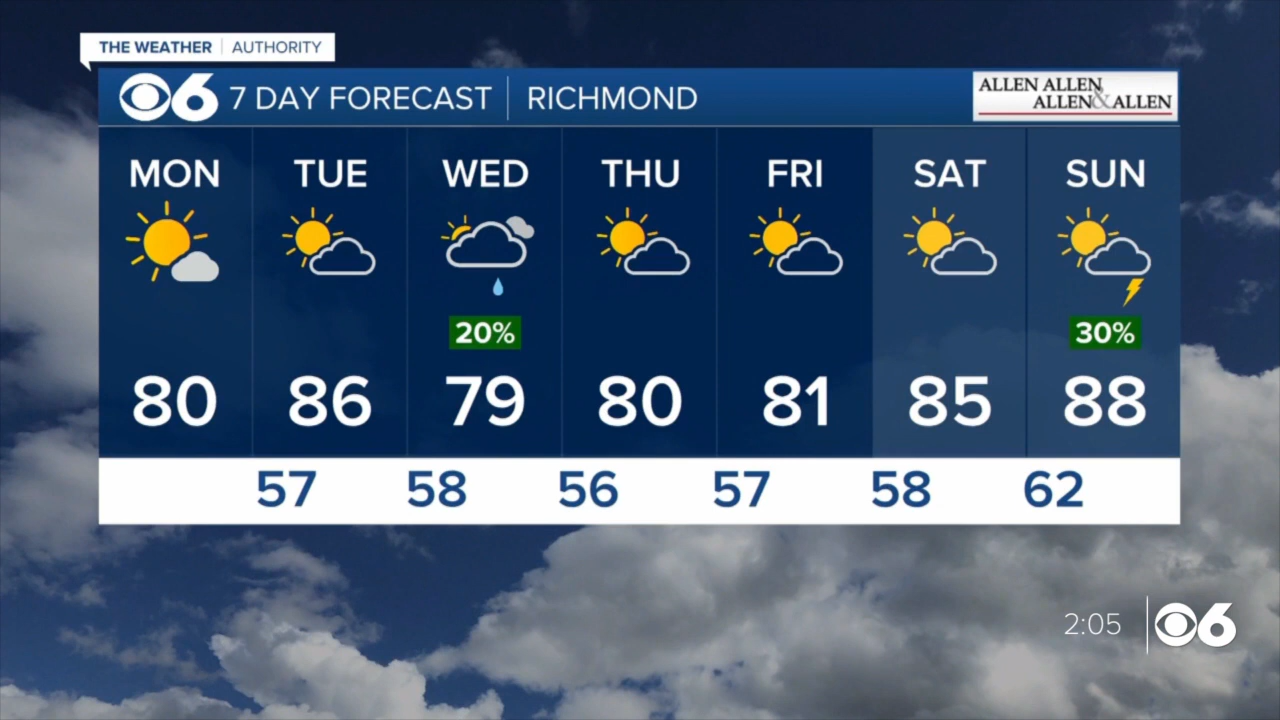 THE WEATHER | AUTHORITY
6 7 DAY FORECAST | RICHMOND
ALLEN ALLEN
ALLEN & ALLEN
MON TUE WED THU FRI SAT SUN
20% 30%
80 86 79 80 81 85 88
57 58 56 57 58 62
2:05 6